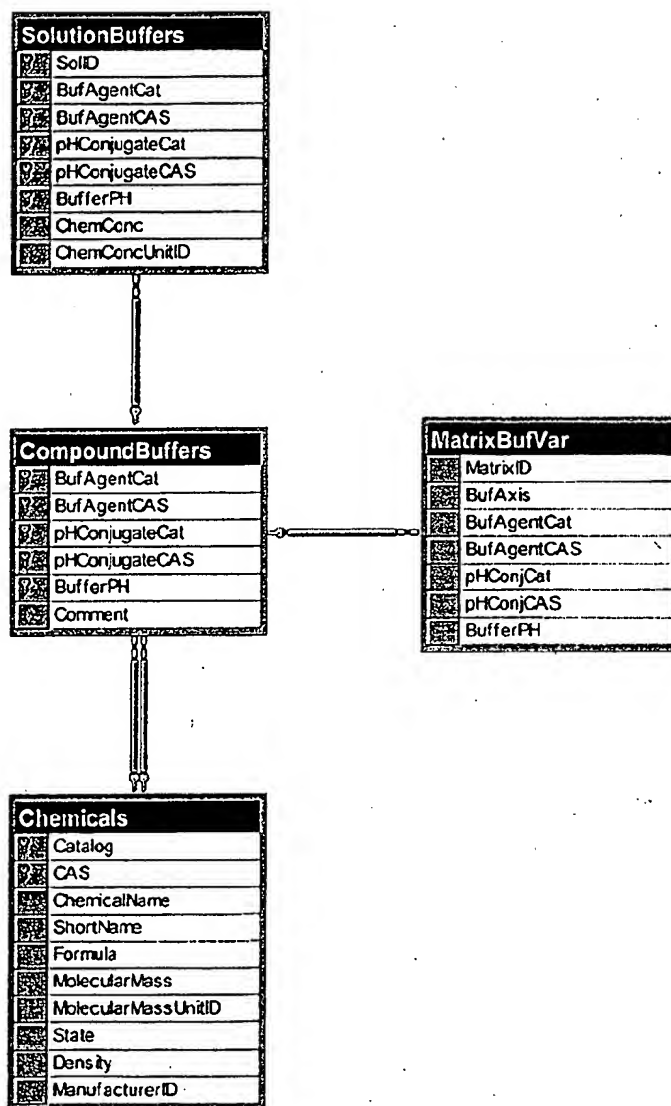 SolutionBuffers
SolID
BufAgentCat
BufAgentCAS
pHConjugateCat
pHConjugateCAS
BufferPH
ChemConc
ChemConcUnitID
CompoundBuffers
BufAgentCat
BufAgentCAS
pHConjugateCat
pHConjugateCAS
BufferPH
Comment
MatrixBufVar
MatrixID
BufAxis
BufAgentCat
BufAgentCAS
pHConjCat
pHConjCAS
BufferPH
Chemicals
Catalog
CAS
ChemicalName
ShortName
Formula
MolecularMass
MolecularMassUnitID
State
Density
ManufacturerID